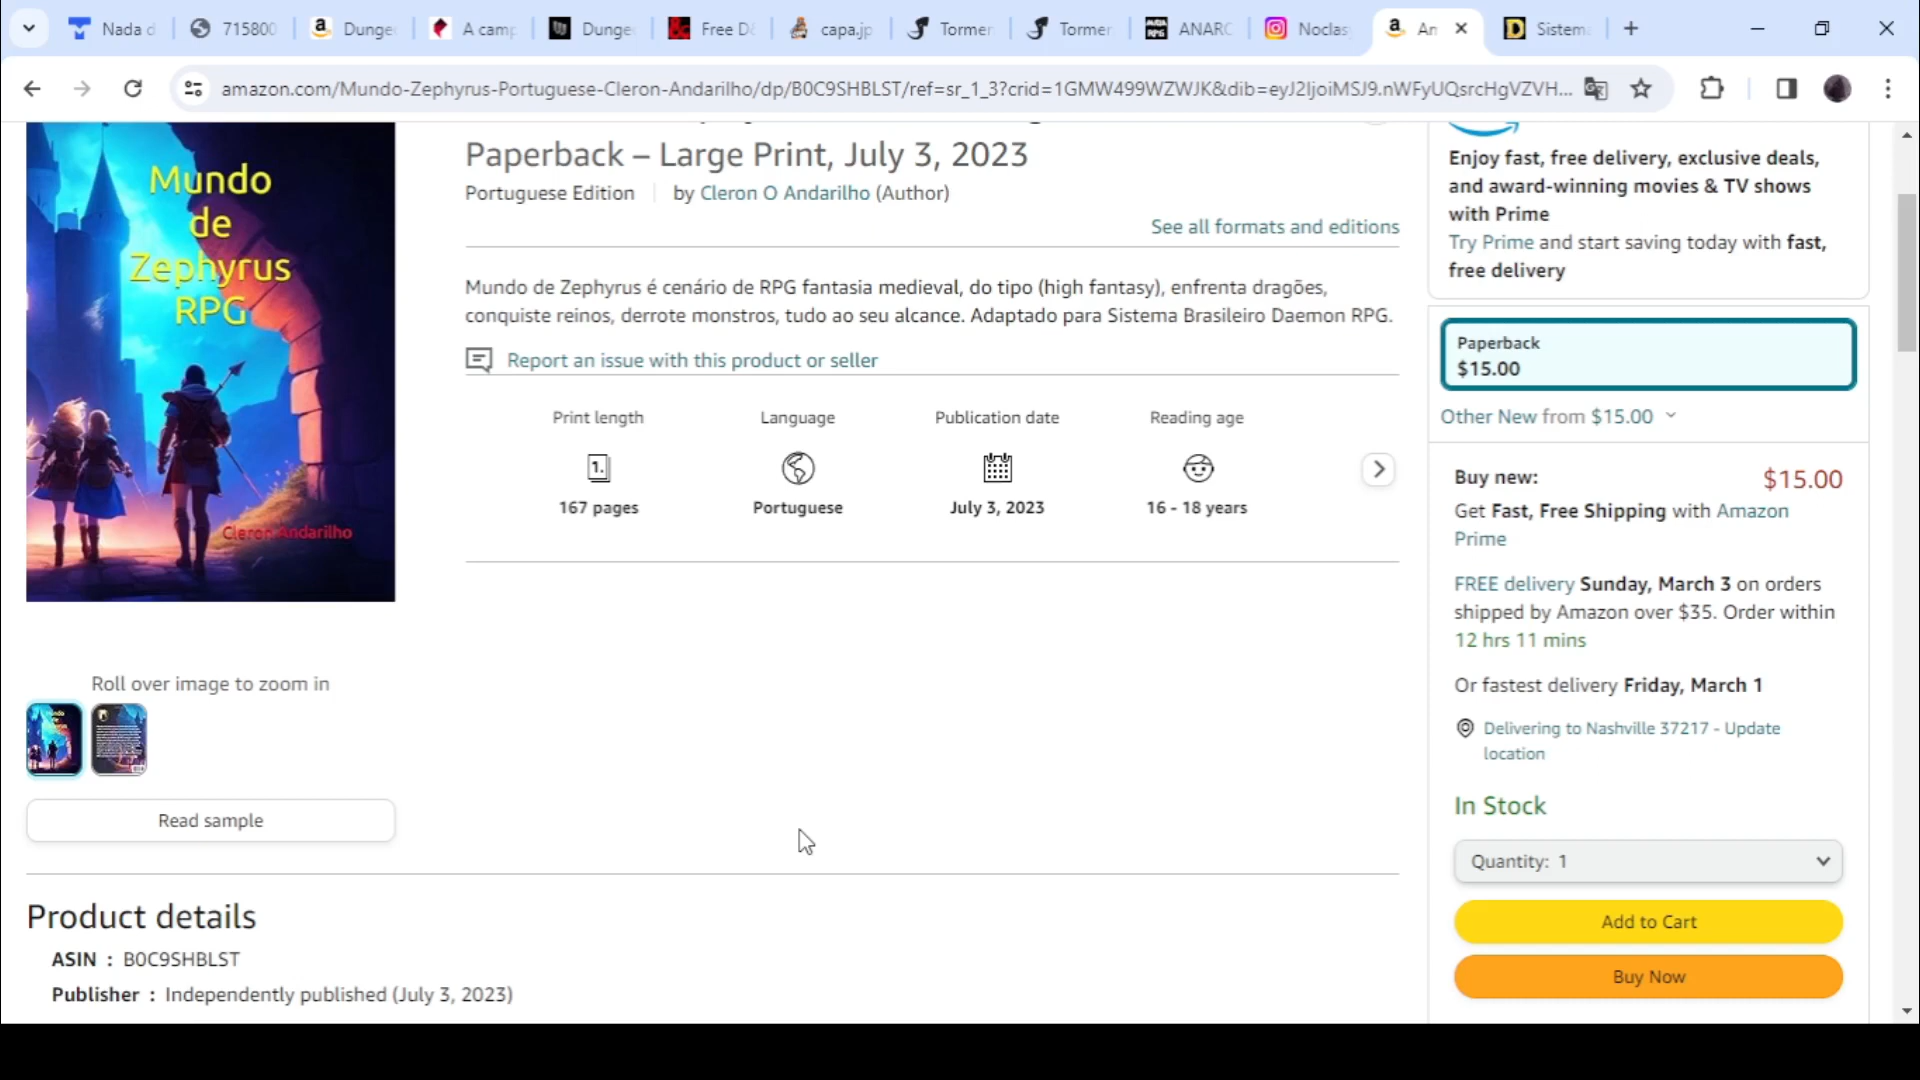 Nada d
715800
Dunge
A camp
Dunge
Free D&
capa.jp
Tormer
Tormer
ANARC
Noclas
Am
Sistem
amazon.com/Mundo-Zephyrus-Portuguese-Cleron-Andarilho/dp/B0C9SHBLST/ref=sr_1_3?crid=1GMW499WZWJK&dib=eyJ2IjoiMSJ9.nWFyUQsrcHgVZVH...
Mundo
de
Zephyrus
RPG
Cleron Andarilho
Roll over image to zoom in
Read sample
Paperback – Large Print, July 3, 2023
Portuguese Edition
by Cleron O Andarilho (Author)
See all formats and editions
Mundo de Zephyrus é cenário de RPG fantasia medieval, do tipo (high fantasy), enfrenta dragões,
conquiste reinos, derrote monstros, tudo ao seu alcance. Adaptado para Sistema Brasileiro Daemon RPG.
Report an issue with this product or seller
Print length
1.
167 pages
Language
Portuguese
Publication date
July 3, 2023
Reading age
16 - 18 years
Product details
ASIN : B0C9SHBLST
Publisher : Independently published (July 3, 2023)
Enjoy fast, free delivery, exclusive deals,
and award-winning movies & TV shows
with Prime
Try Prime and start saving today with fast,
free delivery
Paperback
$15.00
Other New from $15.00
Buy new:
$15.00
Get Fast, Free Shipping with Amazon
Prime
FREE delivery Sunday, March 3 on orders
shipped by Amazon over $35. Order within
12 hrs 11 mins
Or fastest delivery Friday, March 1
Delivering to Nashville 37217 - Update
location
In Stock
Quantity: 1
Add to Cart
Buy Now